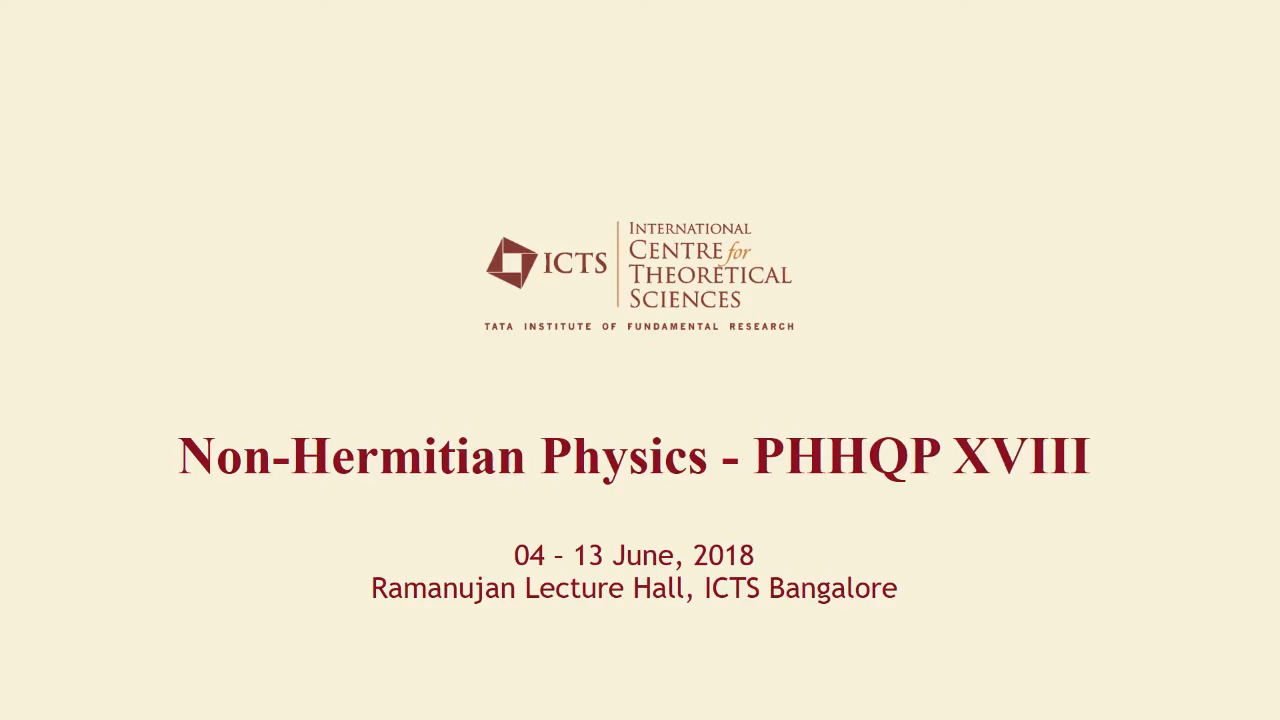 ICTS
INTERNATIONAL
CENTRE for
THEORETICAL
SCIENCES
TATA INSTITUTE OF FUNDAMENTAL RESEARCH
Non-Hermitian Physics - PHHQP XVIII
04 – 13 June, 2018
Ramanujan Lecture Hall, ICTS Bangalore